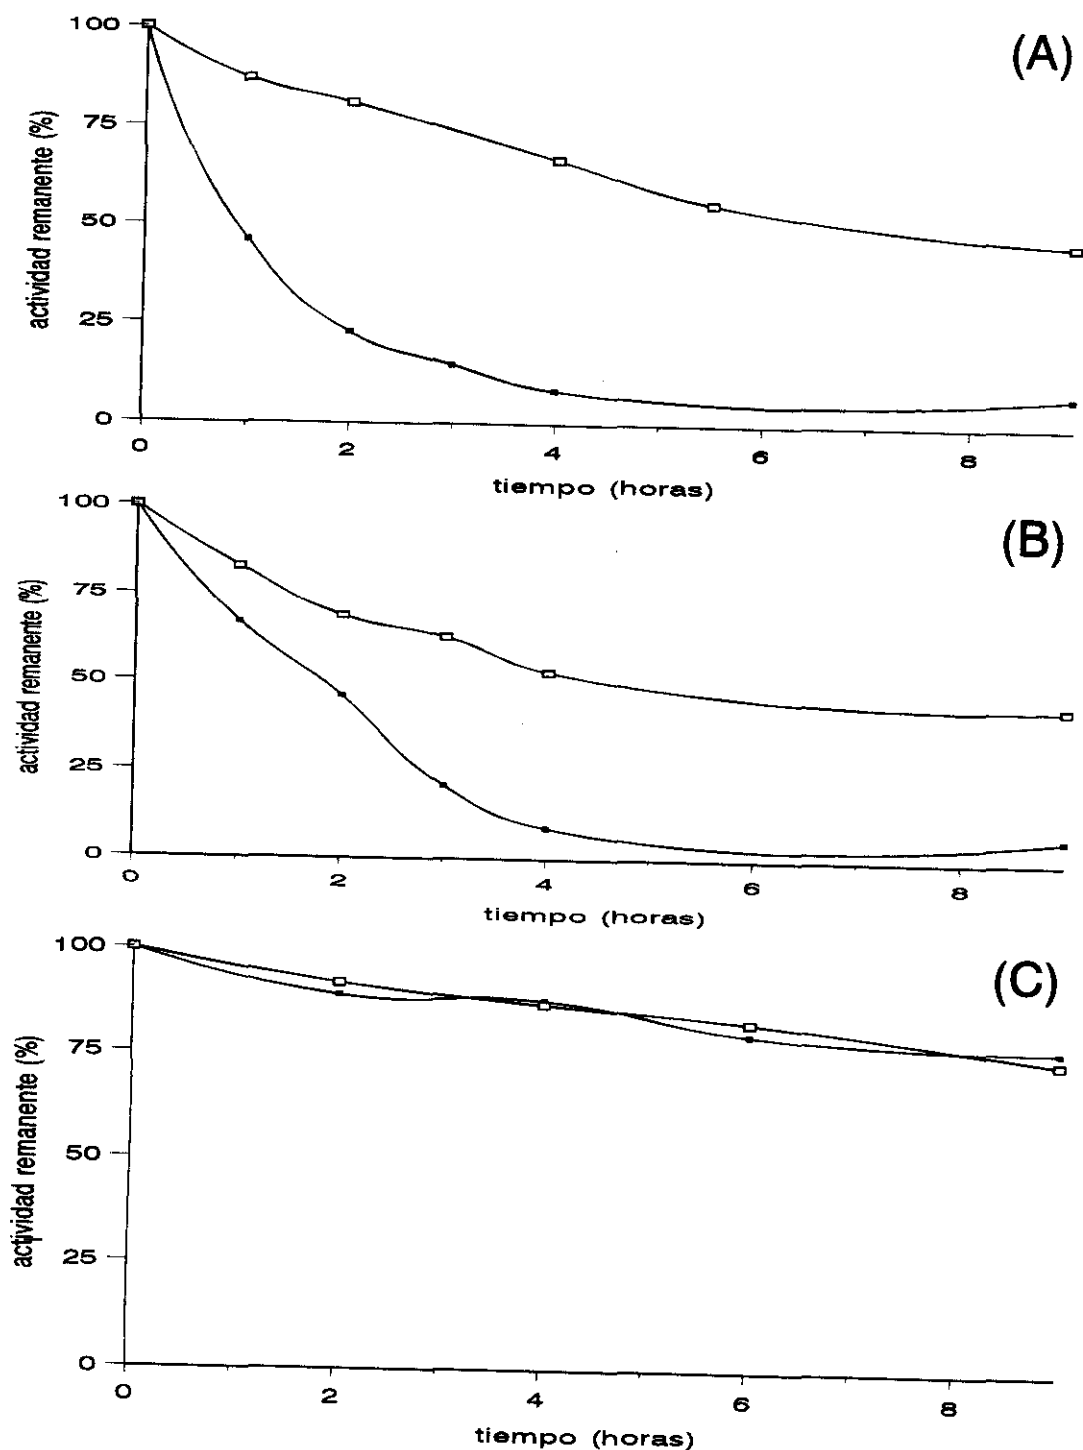 (A)
actividad remanente (%)
100
75
50
25
0
0 2 4 6 8
tiempo (horas)
(B)
actividad remanente (%)
100
75
50
25
0
0 2 4 6 8
tiempo (horas)
(C)
actividad remanente (%)
100
75
50
25
0
0 2 4 6 8
tiempo (horas)